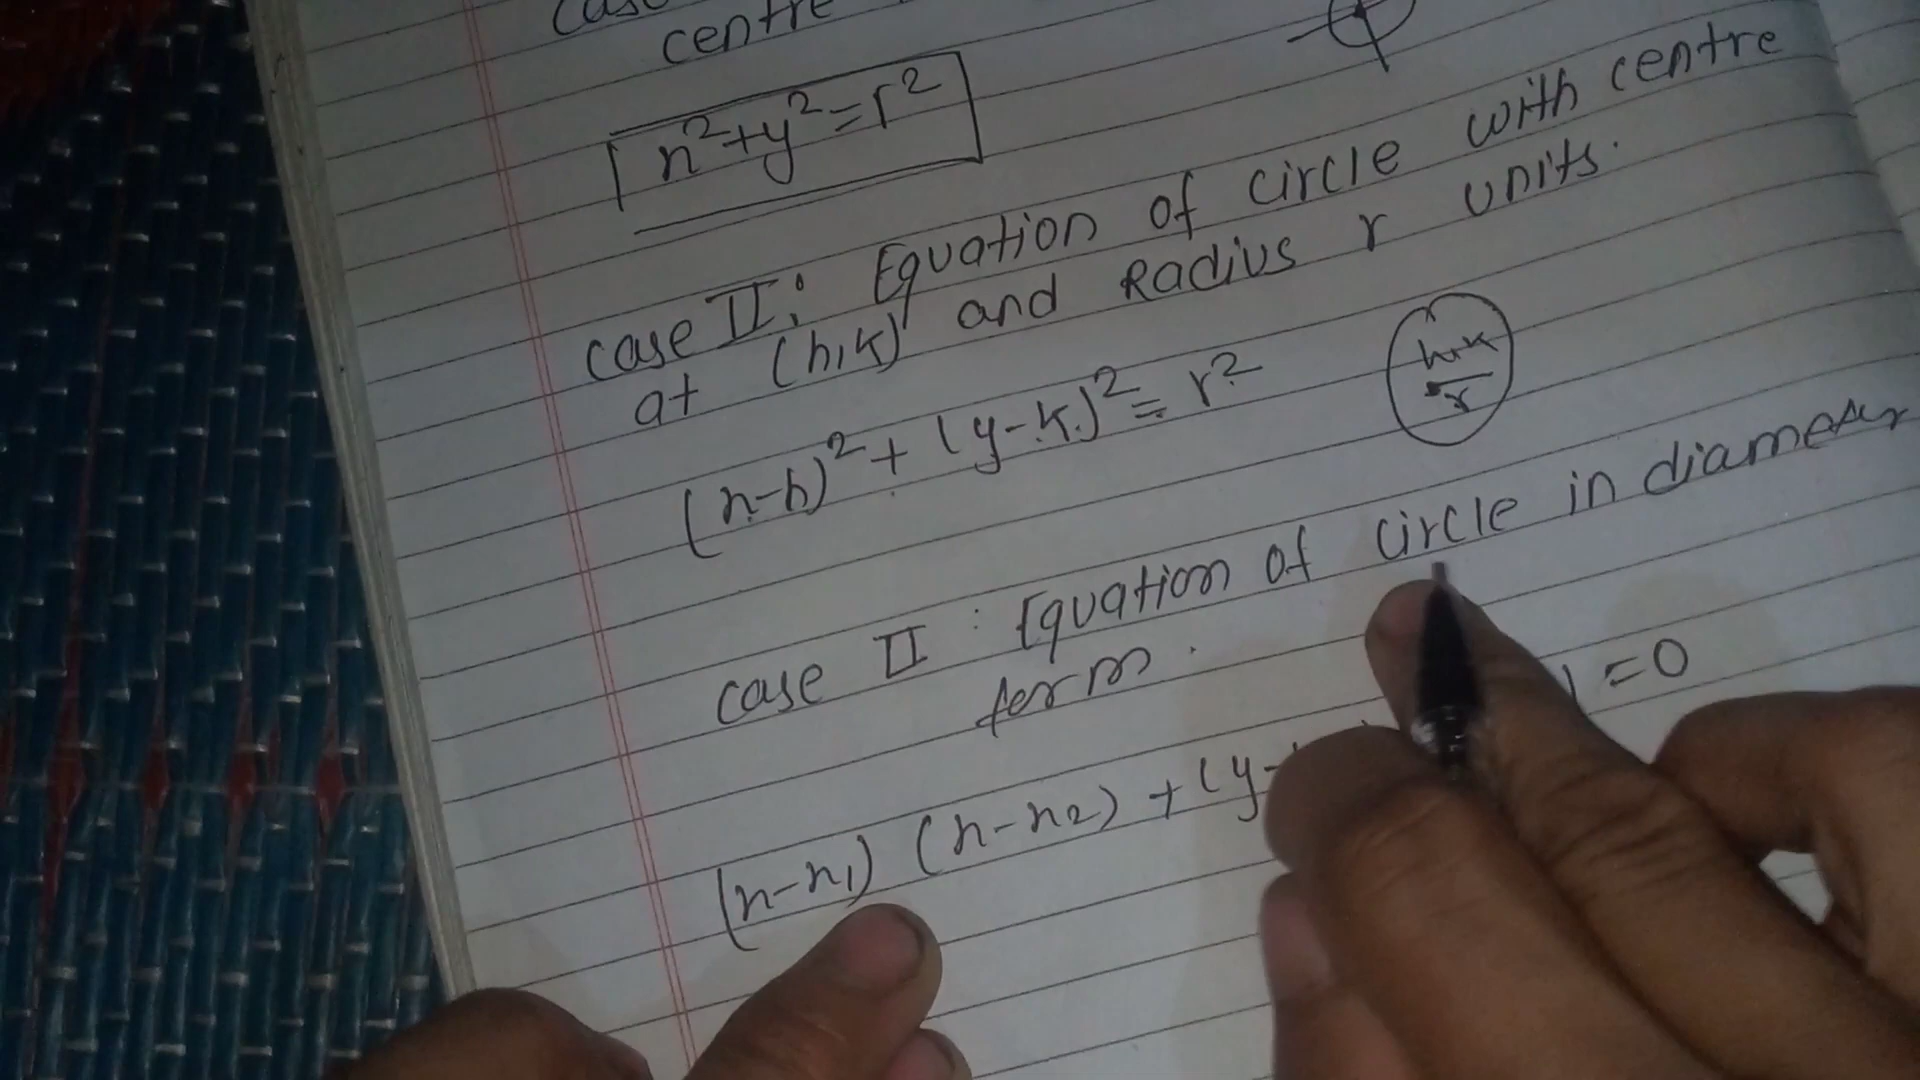 centre
x²+y²=r²
case II: Equation of circle with centre
at (h,k) and Radius r units.
(x-h)²+(y-k)²=r²
h,k
r
case II : Equation of circle in diameter
form.
(x-x₁) (x-x₂) + (y- ) =0